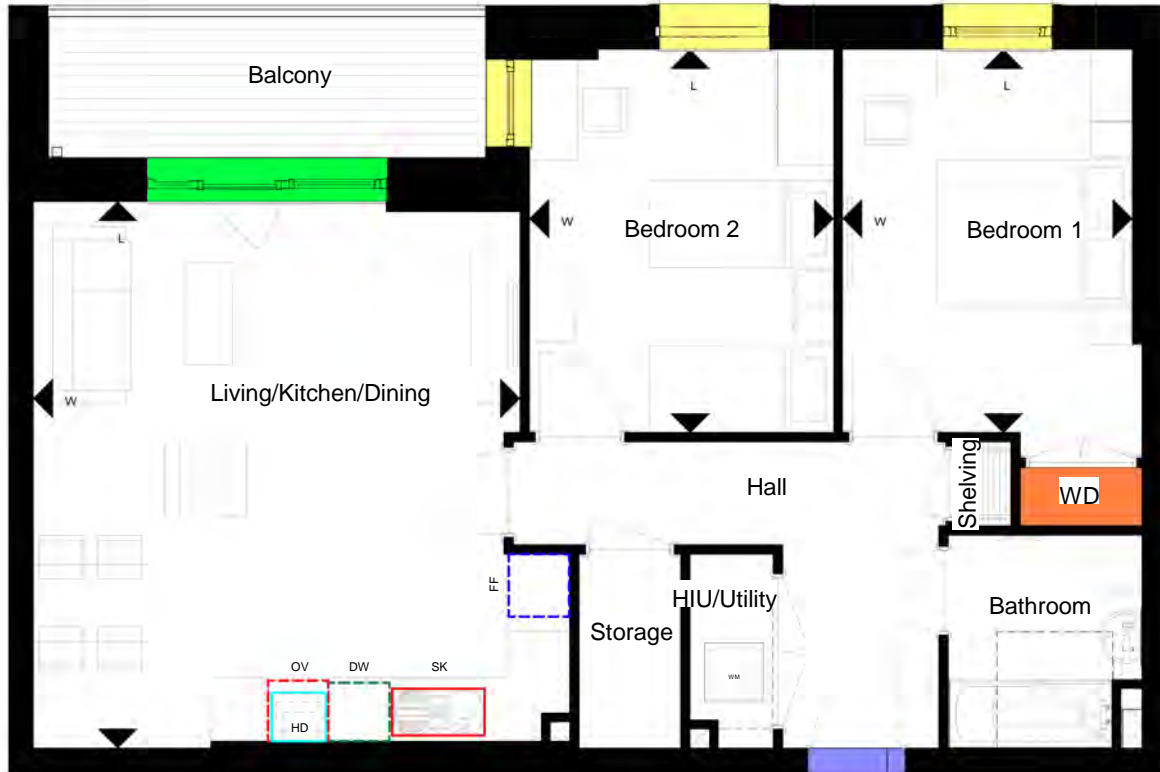 Balcony
L
L
W
Bedroom 2
W
Bedroom 1
L
Living/Kitchen/Dining
W
Hall
Shelving
WD
FF
HIU/Utility
Storage
Bathroom
OV
DW
SK
WM
HD